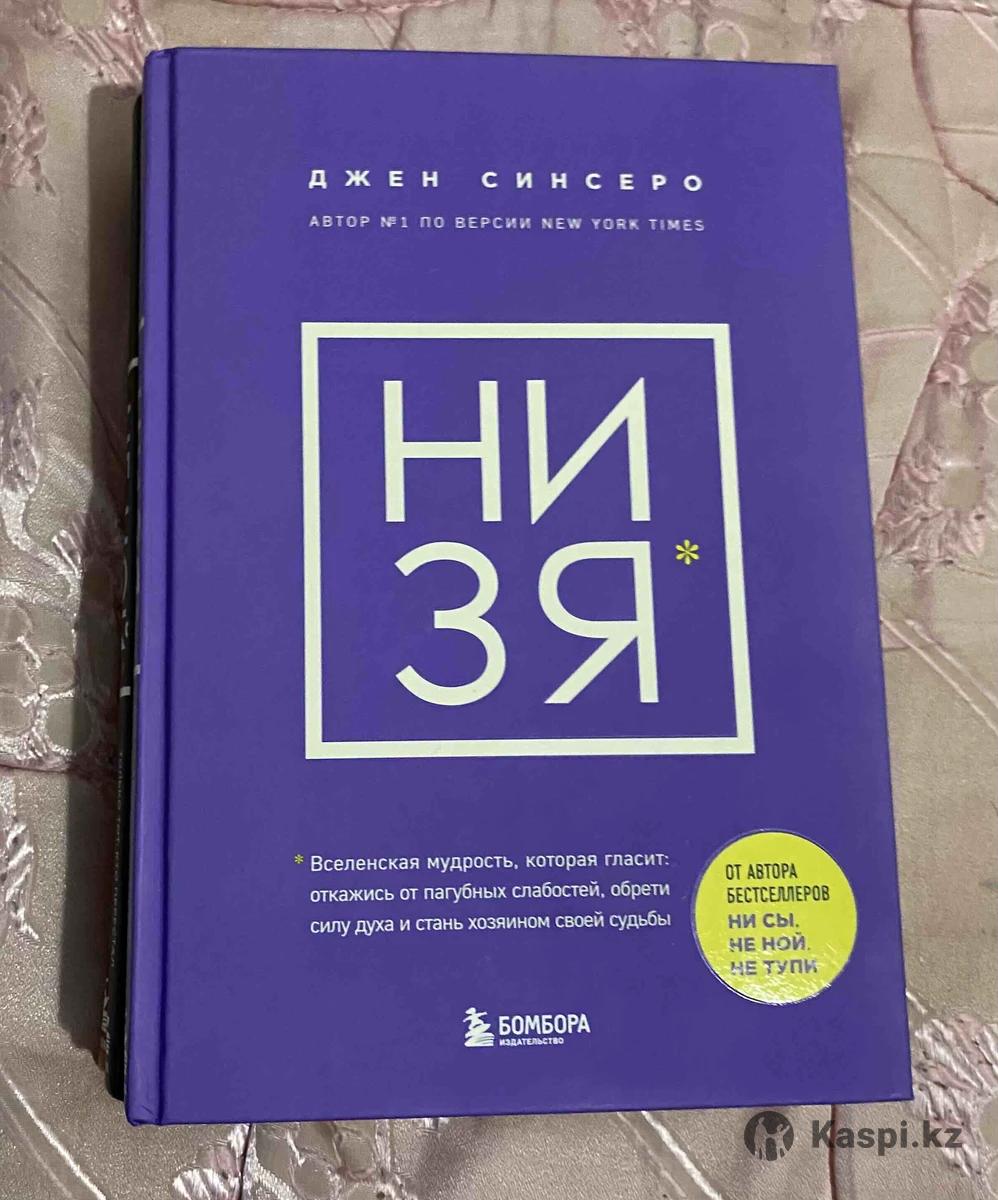 ДЖЕН СИНСЕРО
АВТОР №1 ПО ВЕРСИИ NEW YORK TIMES
НИ
ЗЯ*
* Вселенская мудрость, которая гласит:
откажись от пагубных слабостей, обрети
силу духа и стань хозяином своей судьбы
ОТ АВТОРА
БЕСТСЕЛЛЕРОВ
НИ СЫ.
НЕ НОЙ.
НЕ ТУПИ
БОМБОРА
ИЗДАТЕЛЬСТВО
Kaspi.kz